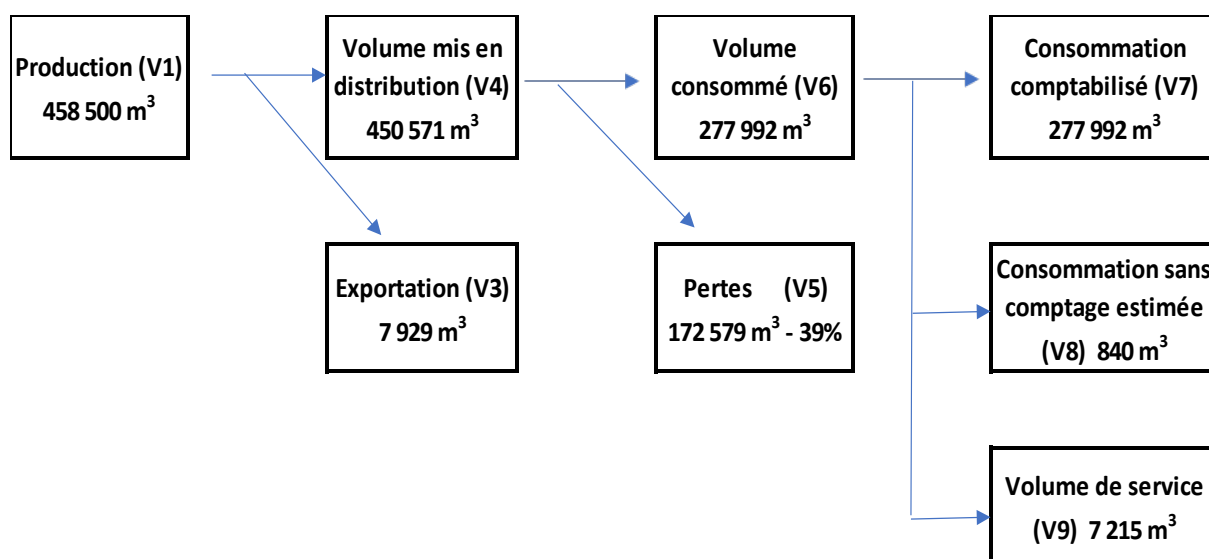 Production (V1)
458 500 m³
Volume mis en
distribution (V4)
450 571 m³
Volume
consommé (V6)
277 992 m³
Consommation
comptabilisé (V7)
277 992 m³
Exportation (V3)
7 929 m³
Pertes (V5)
172 579 m³ - 39%
Consommation sans
comptage estimée
(V8) 840 m³
Volume de service
(V9) 7 215 m³